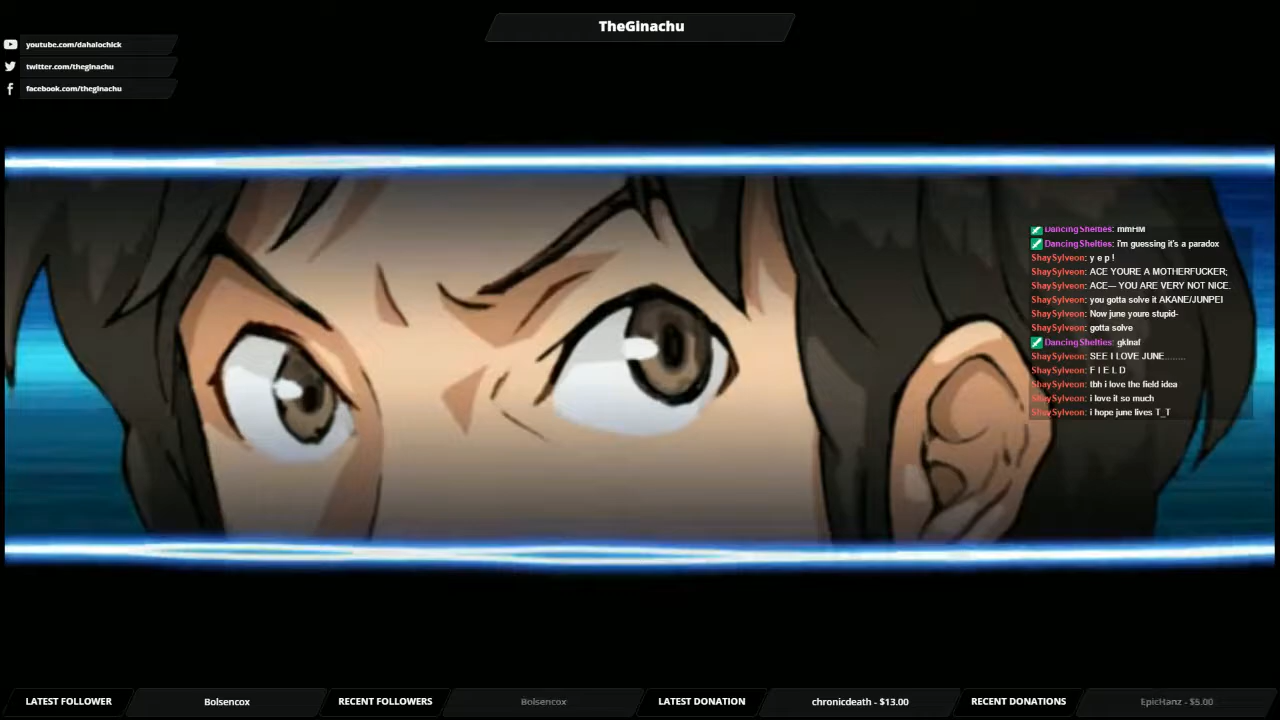 TheGinachu
youtube.com/dahalochick
twitter.com/theginachu
facebook.com/theginachu
DancingShelties: mmHM
DancingShelties: i'm guessing it's a paradox
ShaySylveon: y e p !
ShaySylveon: ACE YOURE A MOTHERFUCKER;
ShaySylveon: ACE— YOU ARE VERY NOT NICE.
ShaySylveon: you gotta solve it AKANE/JUNPEI
ShaySylveon: Now june youre stupid-
ShaySylveon: gotta solve
DancingShelties: gklnaf
ShaySylveon: SEE I LOVE JUNE........
ShaySylveon: F I E L D
ShaySylveon: tbh i love the field idea
ShaySylveon: i love it so much
ShaySylveon: i hope june lives T_T
LATEST FOLLOWER Bolsencox RECENT FOLLOWERS Bolsencox LATEST DONATION chronicdeath - $13.00 RECENT DONATIONS EpicHanz - $5.00